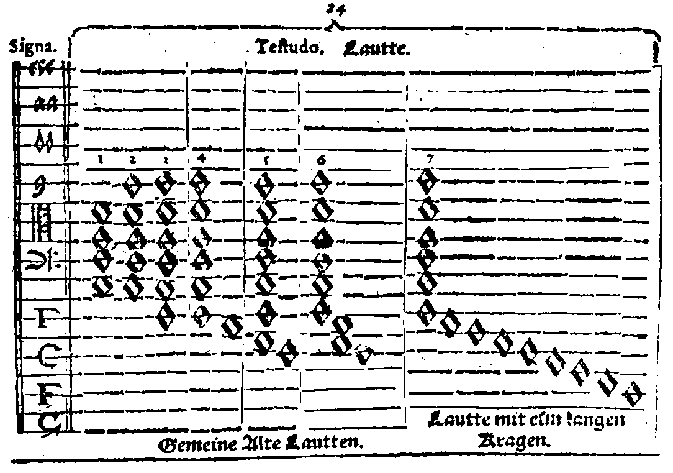 24
Signa. Testudo. Lautte.
aa
1 2 3 4 5 6 7
g
F
C
F
C
Gemeine Alte Lautten.
Lautte mit eim langen
Kragen.